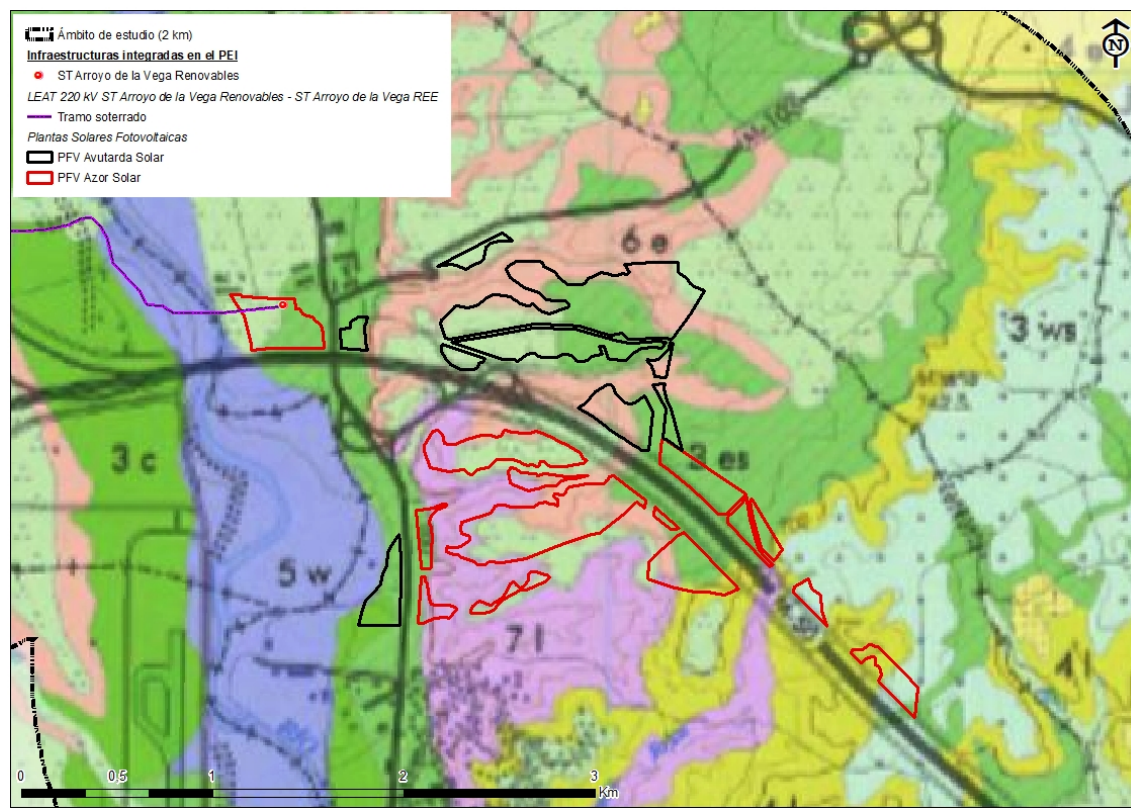 Ámbito de estudio (2 km)
Infraestructuras integradas en el PEI
ST Arroyo de la Vega Renovables
LEAT 220 kV ST Arroyo de la Vega Renovables - ST Arroyo de la Vega REE
Tramo soterrado
Plantas Solares Fotovoltaicas
PFV Avutarda Solar
PFV Azor Solar
N
6 e
3 ws
3 c
5 w
7 l
4 l
0
0,5
1
2
3
Km